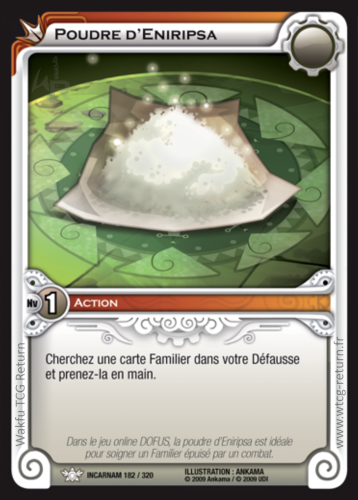 Poudre d'Eniripsa
Nv 1 Action
Cherchez une carte Familier dans votre Défausse
et prenez-la en main.
Dans le jeu online DOFUS, la poudre d'Eniripsa est idéale
pour soigner un Familier épuisé par un combat.
INCARNAM 182 / 320
ILLUSTRATION : ANKAMA
© 2009 Ankama / © 2009 UDI
Wakfu TCG Return
www.wtcg-return.fr